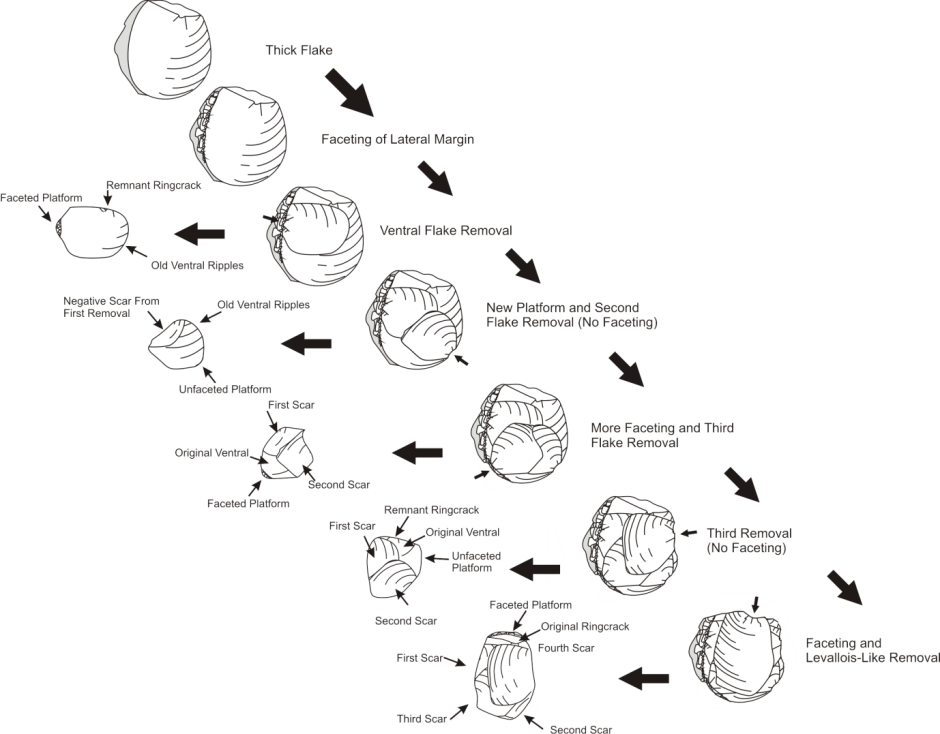 Thick Flake
Faceting of Lateral Margin
Remnant Ringcrack
Faceted Platform
Ventral Flake Removal
Old Ventral Ripples
Negative Scar From
First Removal
Old Ventral Ripples
New Platform and Second
Flake Removal (No Faceting)
Unfaceted Platform
First Scar
More Faceting and Third
Flake Removal
Original Ventral
Second Scar
Faceted Platform
Remnant Ringcrack
First Scar
Original Ventral
Unfaceted
Platform
Third Removal
(No Faceting)
Second Scar
Faceted Platform
Original Ringcrack
Fourth Scar
First Scar
Faceting and
Levallois-Like Removal
Third Scar
Second Scar